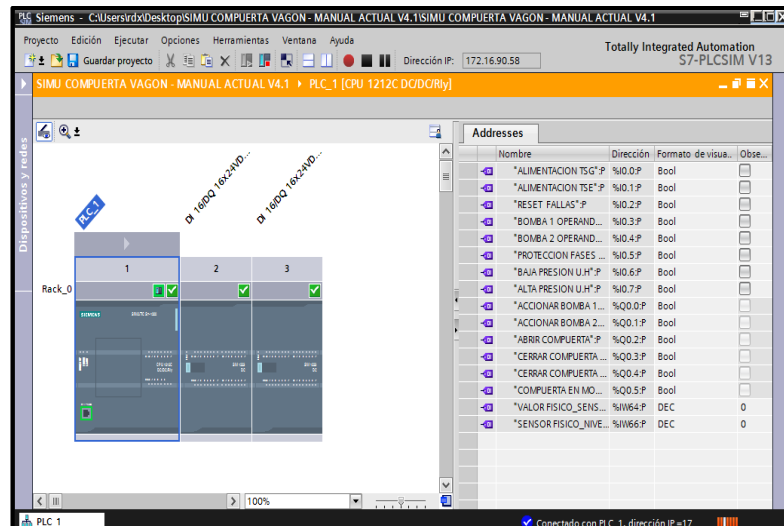 Siemens - C:\Users\rdx\Desktop\SIMU COMPUERTA VAGON - MANUAL ACTUAL V4.1\SIMU COMPUERTA VAGON - MANUAL ACTUAL V4.1
Proyecto Edición Ejecutar Opciones Herramientas Ventana Ayuda
Totally Integrated Automation
S7-PLCSIM V13
Guardar proyecto Dirección IP: 172.16.90.58
SIMU COMPUERTA VAGON - MANUAL ACTUAL V4.1 PLC_1 [CPU 1212C DC/DC/Rly]
Dispositivos y redes
PLC_1
DI 16/DQ 16x24VD...
DI 16/DQ 16x24VD...
1 2 3
Rack_0
SIEMENS
100%
Addresses
Nombre Dirección Formato de visua.. Obse...
"ALIMENTACION TSG":P %I0.0:P Bool
"ALIMENTACION TSE":P %I0.1:P Bool
"RESET FALLAS":P %I0.2:P Bool
"BOMBA 1 OPERAND... %I0.3:P Bool
"BOMBA 2 OPERAND... %I0.4:P Bool
"PROTECCION FASES ... %I0.5:P Bool
"BAJA PRESION U.H":P %I0.6:P Bool
"ALTA PRESION U.H":P %I0.7:P Bool
"ACCIONAR BOMBA 1... %Q0.0:P Bool
"ACCIONAR BOMBA 2... %Q0.1:P Bool
"ABRIR COMPUERTA":P %Q0.2:P Bool
"CERRAR COMPUERTA ... %Q0.3:P Bool
"CERRAR COMPUERTA ... %Q0.4:P Bool
"COMPUERTA EN MO... %Q0.5:P Bool
"VALOR FISICO_SENS... %IW64:P DEC 0
"SENSOR FISICO_NIVE... %IW66:P DEC 0
PLC_1
Conectado con PLC_1, dirección IP=17